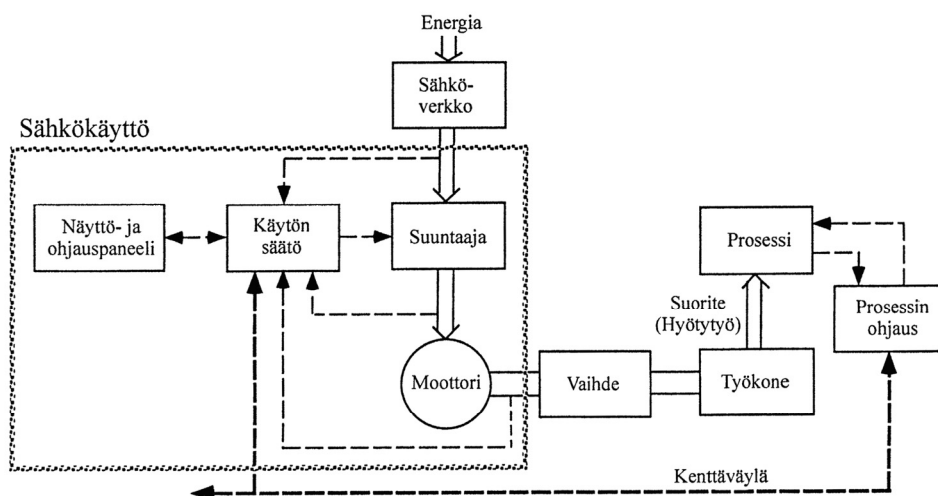 Energia
Sähkö-
verkko
Sähkökäyttö
Näyttö- ja
ohjauspaneeli
Käytön
säätö
Suuntaaja
Prosessi
Suorite
(Hyötytyö)
Prosessin
ohjaus
Moottori
Vaihde
Työkone
Kenttäväylä